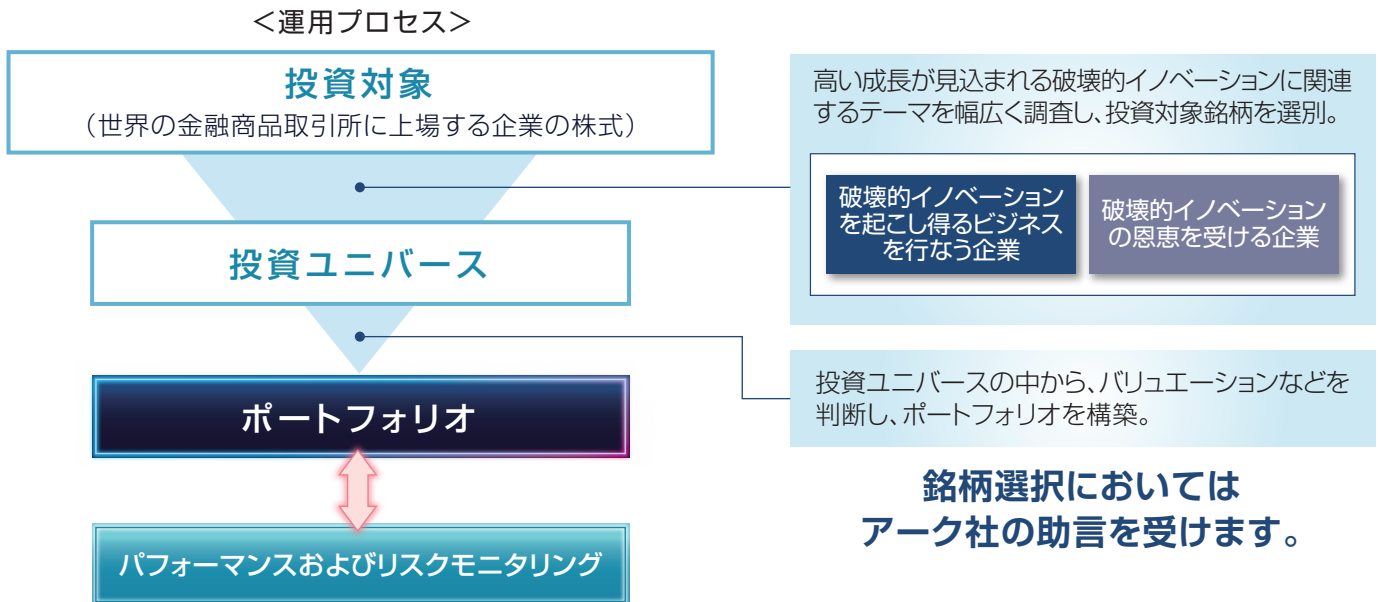 ＜運用プロセス＞
投資対象
（世界の金融商品取引所に上場する企業の株式）
投資ユニバース
ポートフォリオ
パフォーマンスおよびリスクモニタリング
高い成長が見込まれる破壊的イノベーションに関連
するテーマを幅広く調査し、投資対象銘柄を選別。
破壊的イノベーション
を起こし得るビジネス
を行なう企業
破壊的イノベーション
の恩恵を受ける企業
投資ユニバースの中から、バリュエーションなどを
判断し、ポートフォリオを構築。
銘柄選択においては
アーク社の助言を受けます。